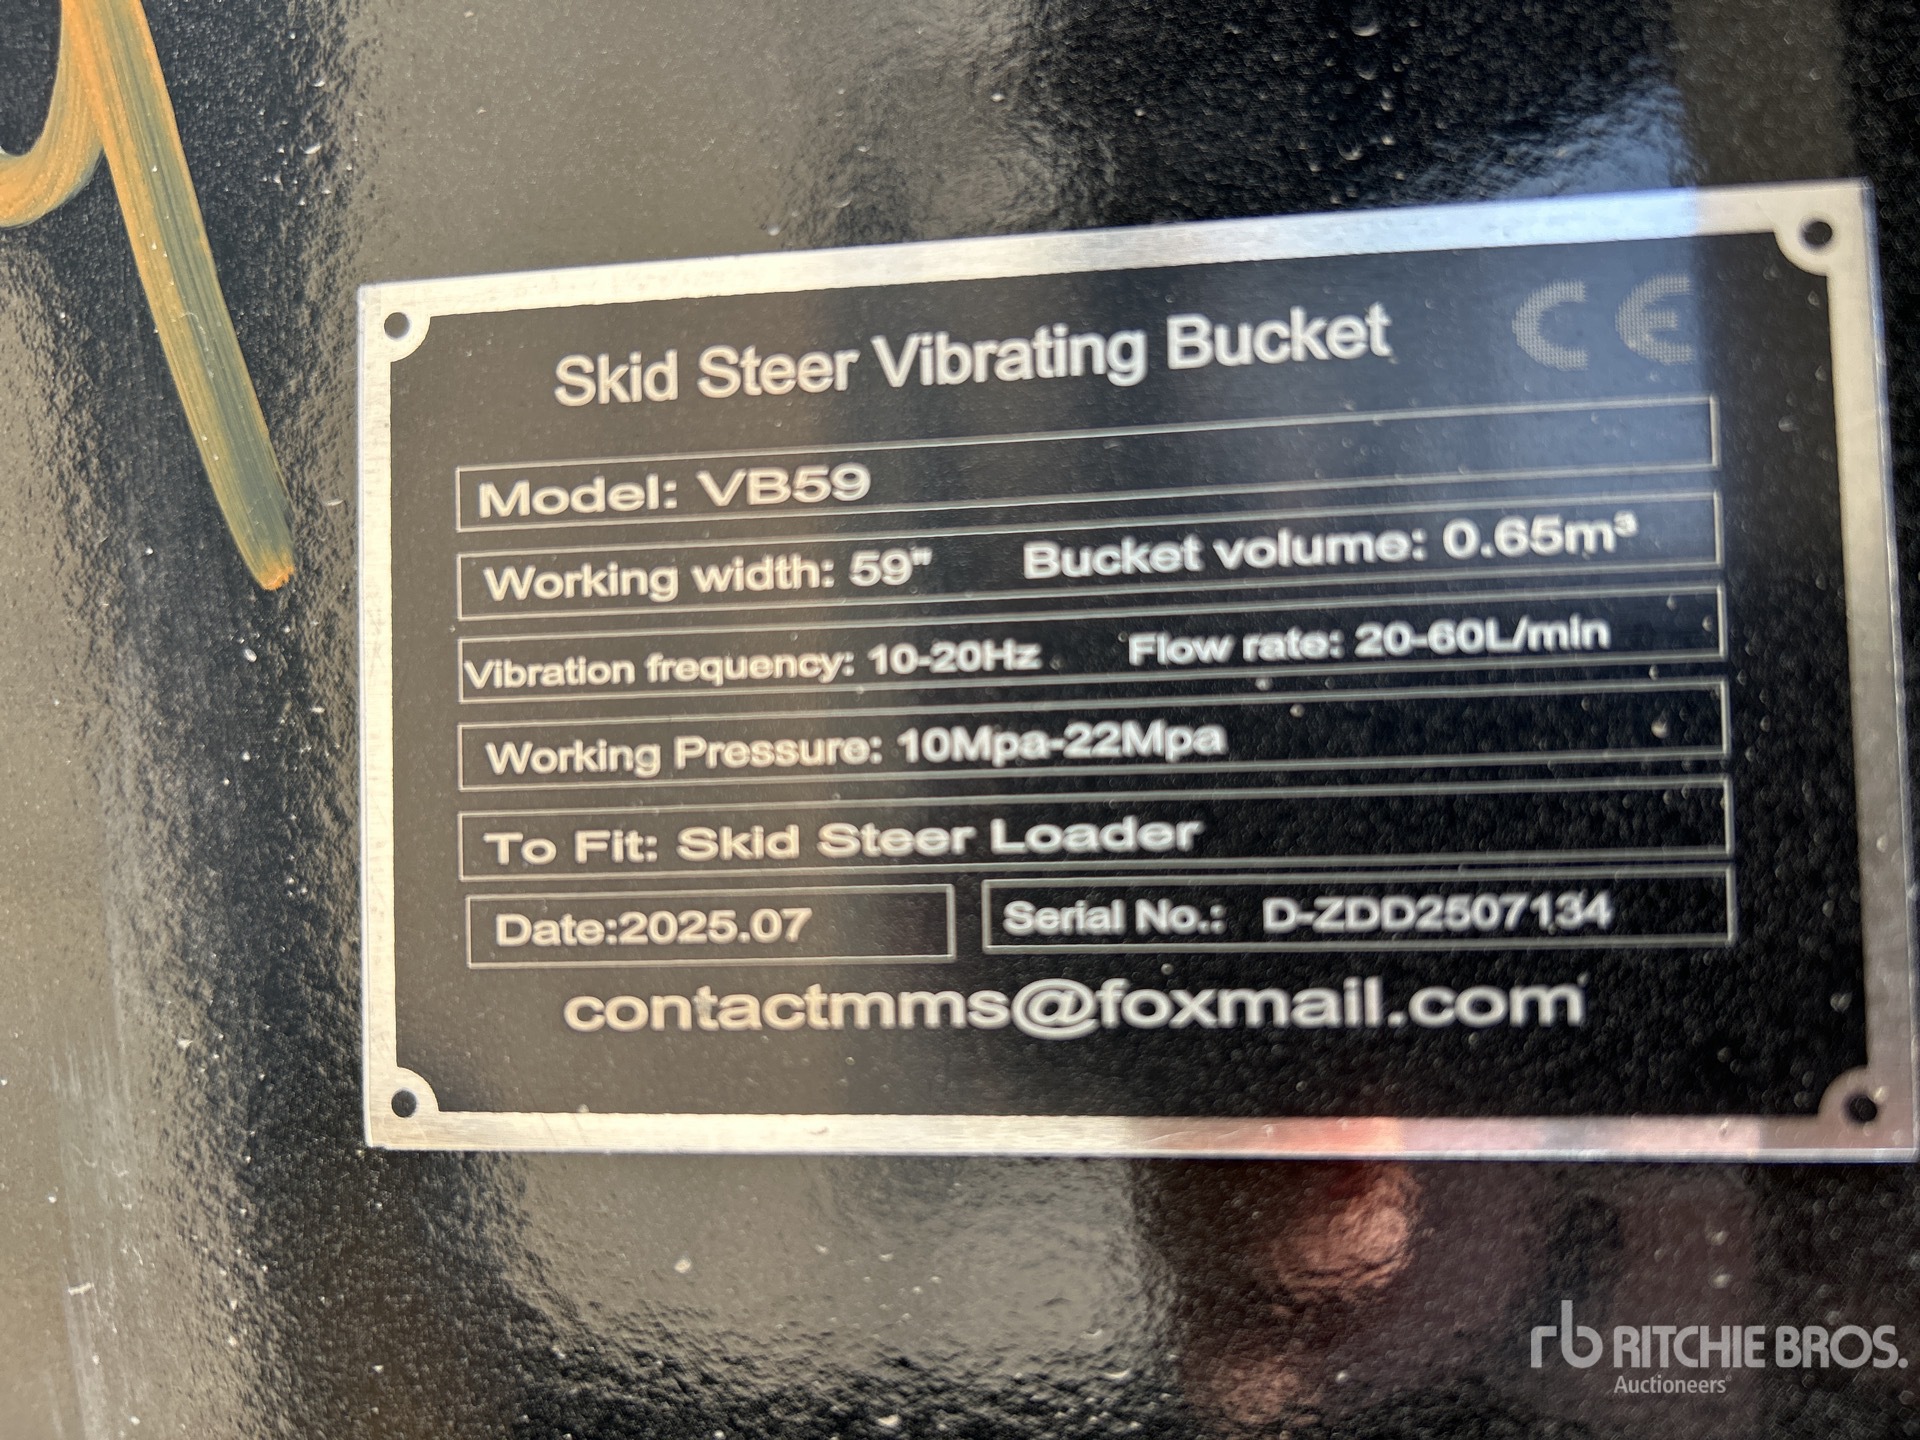 Skid Steer Vibrating Bucket CE
Model: VB59
Working width: 59" Bucket volume: 0.65m³
Vibration frequency: 10-20Hz Flow rate: 20-60L/min
Working Pressure: 10Mpa-22Mpa
To Fit: Skid Steer Loader
Date:2025.07 Serial No.: D-ZDD2507134
contactmms@foxmail.com
rb RITCHIE BROS.
Auctioneers